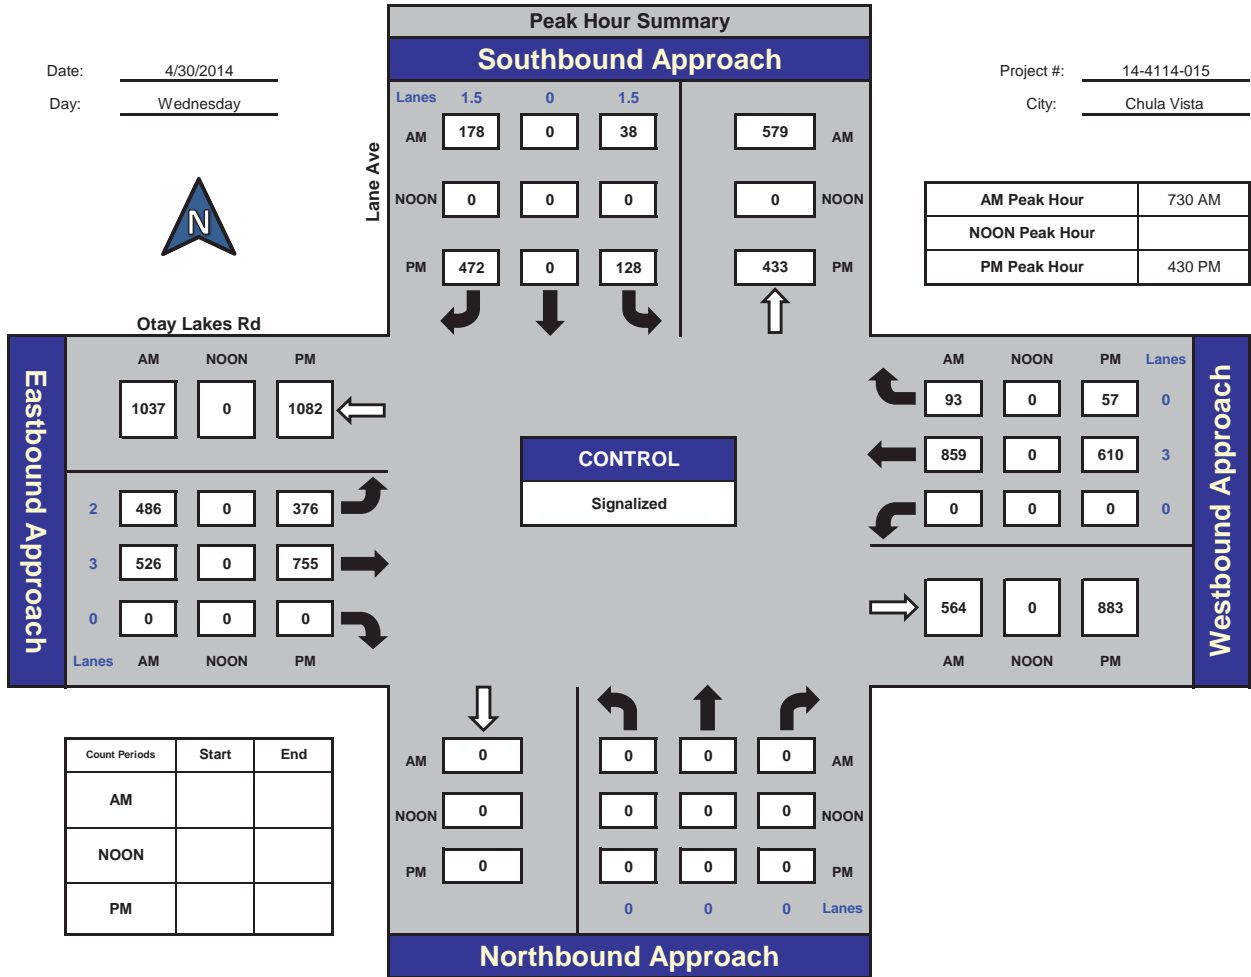 Peak Hour Summary
Southbound Approach
Date: 4/30/2014
Day: Wednesday
Project #: 14-4114-015
City: Chula Vista
Lane Ave
Lanes 1.5 0 1.5
AM 178 0 38 579 AM
NOON 0 0 0 0 NOON
PM 472 0 128 433 PM
N
AM Peak Hour 730 AM
NOON Peak Hour
PM Peak Hour 430 PM
Otay Lakes Rd
Eastbound Approach
AM NOON PM
1037 0 1082
2 486 0 376
3 526 0 755
0 0 0 0
Lanes AM NOON PM
CONTROL
Signalized
AM NOON PM Lanes
93 0 57 0
859 0 610 3
0 0 0 0
564 0 883
AM NOON PM
Westbound Approach
Count Periods Start End
AM
NOON
PM
AM 0 0 0 0 AM
NOON 0 0 0 0 NOON
PM 0 0 0 0 PM
0 0 0 Lanes
Northbound Approach